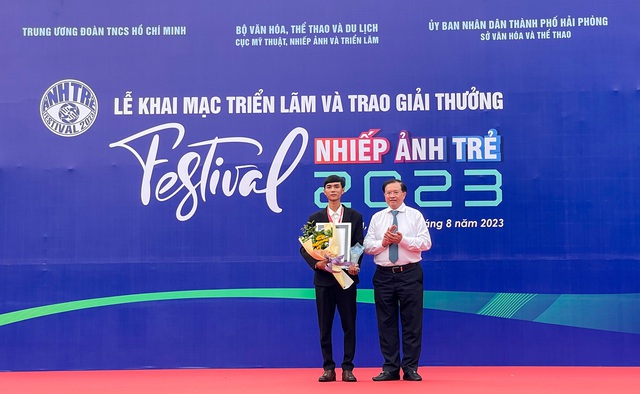 TRUNG ƯƠNG ĐOÀN TNCS HỒ CHÍ MINH
BỘ VĂN HÓA, THỂ THAO VÀ DU LỊCH
CỤC MỸ THUẬT, NHIẾP ẢNH VÀ TRIỂN LÃM
ỦY BAN NHÂN DÂN THÀNH PHỐ HẢI PHÒNG
SỞ VĂN HÓA VÀ THỂ THAO
ẢNH TRẺ
FESTIVAL 2023
LỄ KHAI MẠC TRIỂN LÃM VÀ TRAO GIẢI THƯỞNG
Festival
NHIẾP ẢNH TRẺ
2023
8 năm 2023